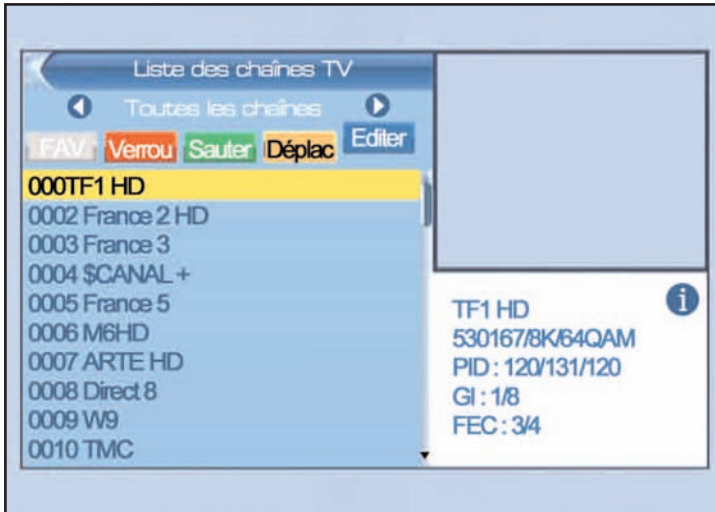 Liste des chaînes TV
Toutes les chaînes
FAV Verrou Sauter Déplac Editer
000TF1 HD
0002 France 2 HD
0003 France 3
0004 $CANAL +
0005 France 5
0006 M6HD
0007 ARTE HD
0008 Direct 8
0009 W9
0010 TMC
i
TF1 HD
530167/8K/64QAM
PID : 120/131/120
GI : 1/8
FEC : 3/4